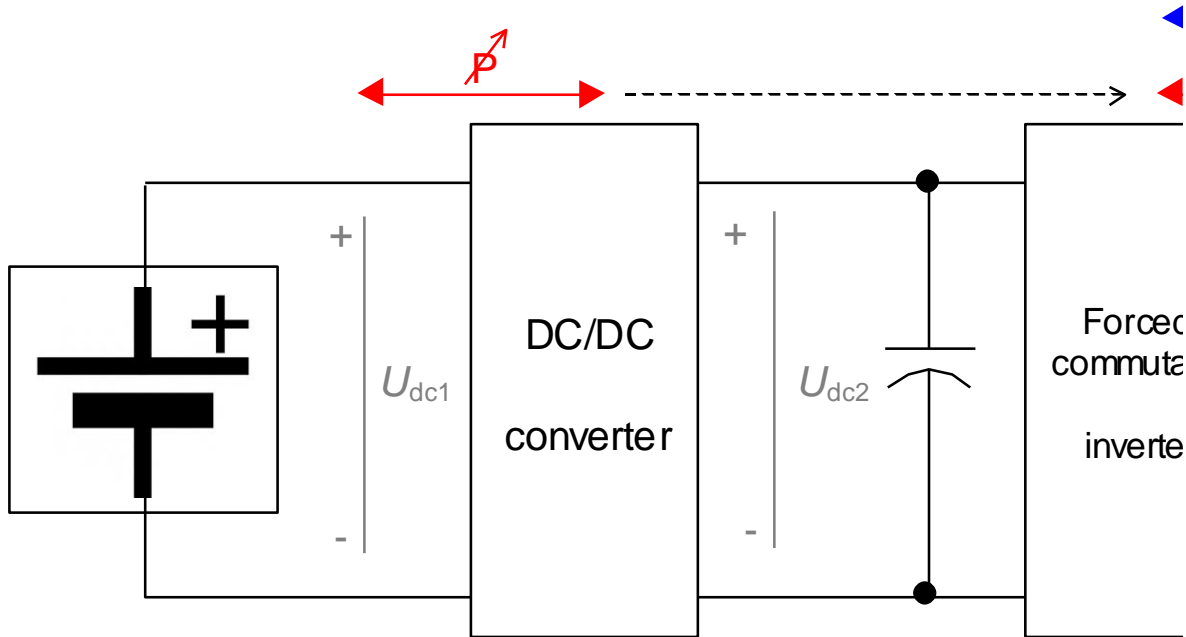 P
+
+
+
DC/DC
Forced
commuta
Udc1
Udc2
converter
inverte
-
-